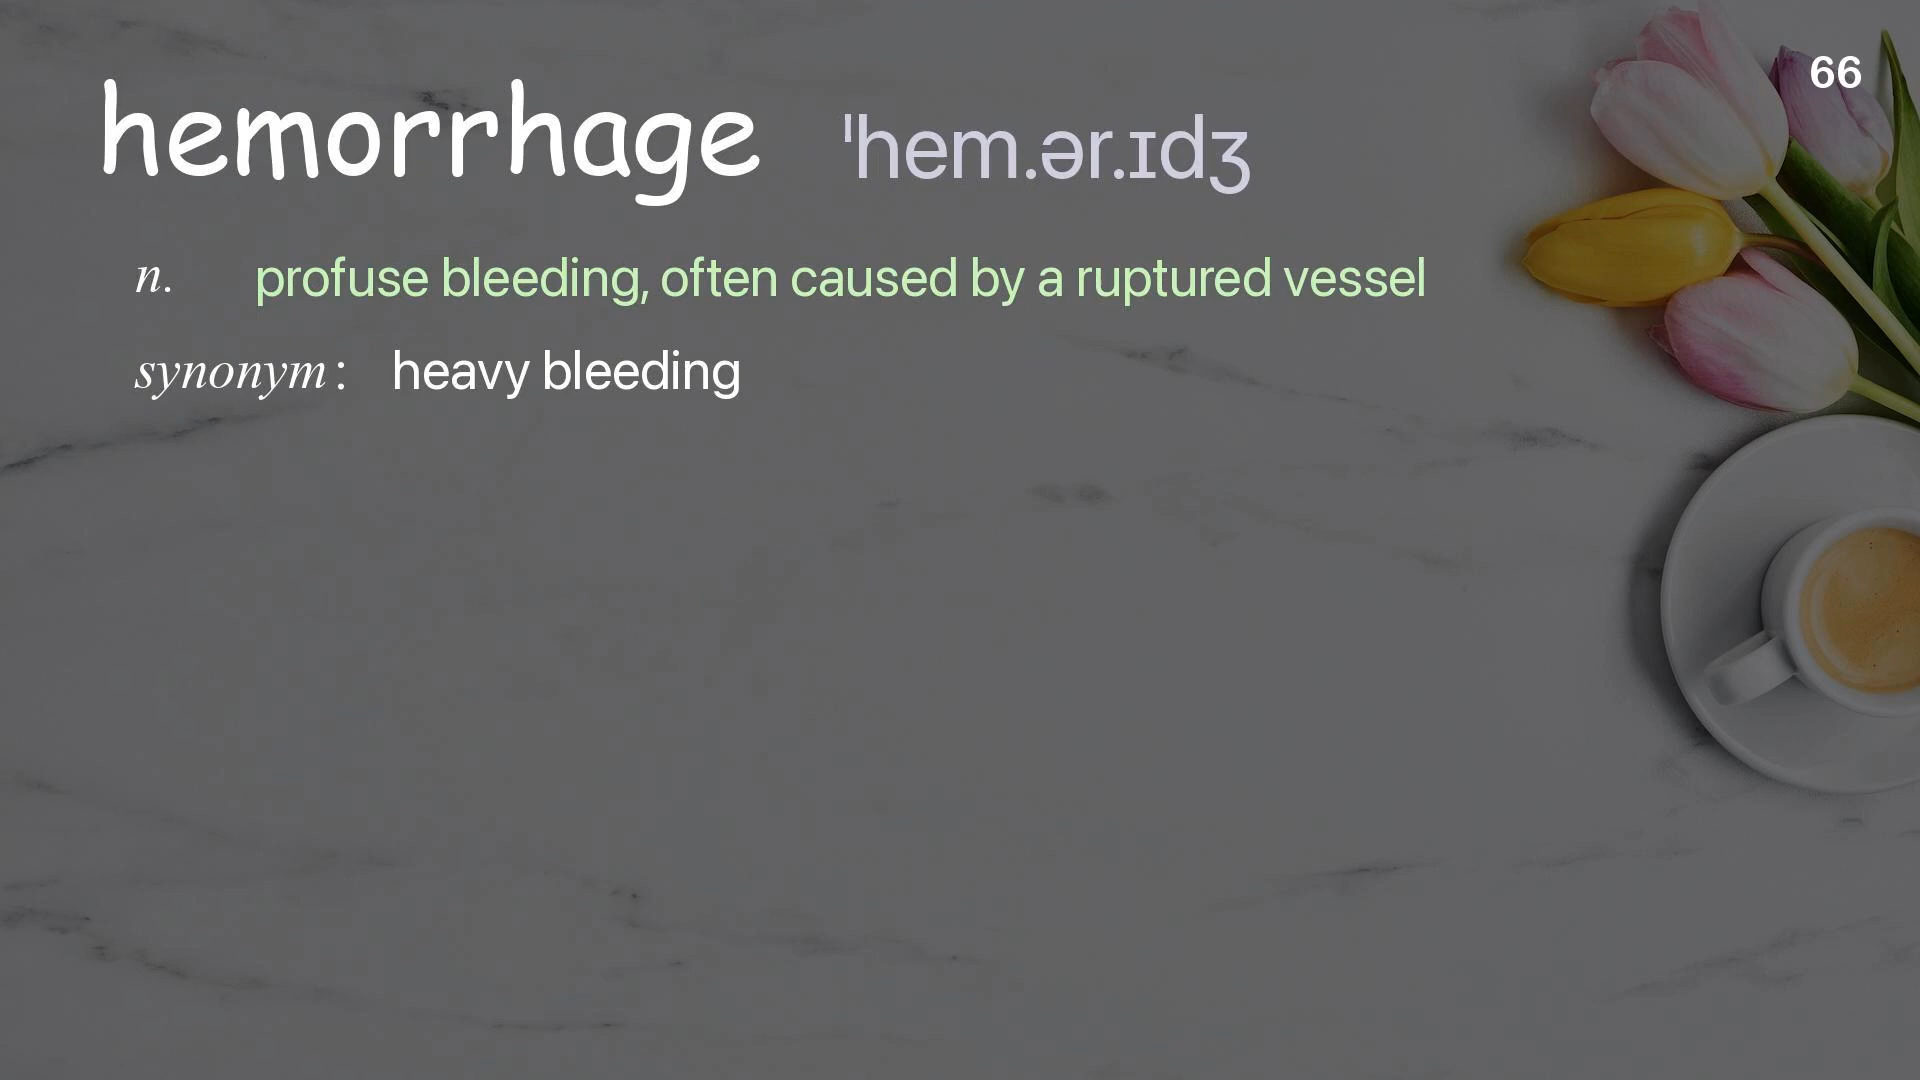 66
hemorrhage ˈhem.ər.ɪdʒ
n. profuse bleeding, often caused by a ruptured vessel
synonym: heavy bleeding